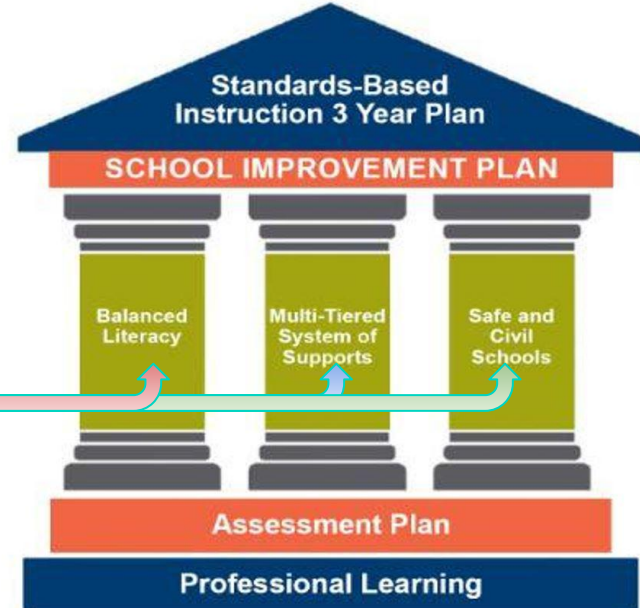 Standards-Based
Instruction 3 Year Plan
SCHOOL IMPROVEMENT PLAN
Balanced
Literacy
Multi-Tiered
System of
Supports
Safe and
Civil
Schools
Assessment Plan
Professional Learning